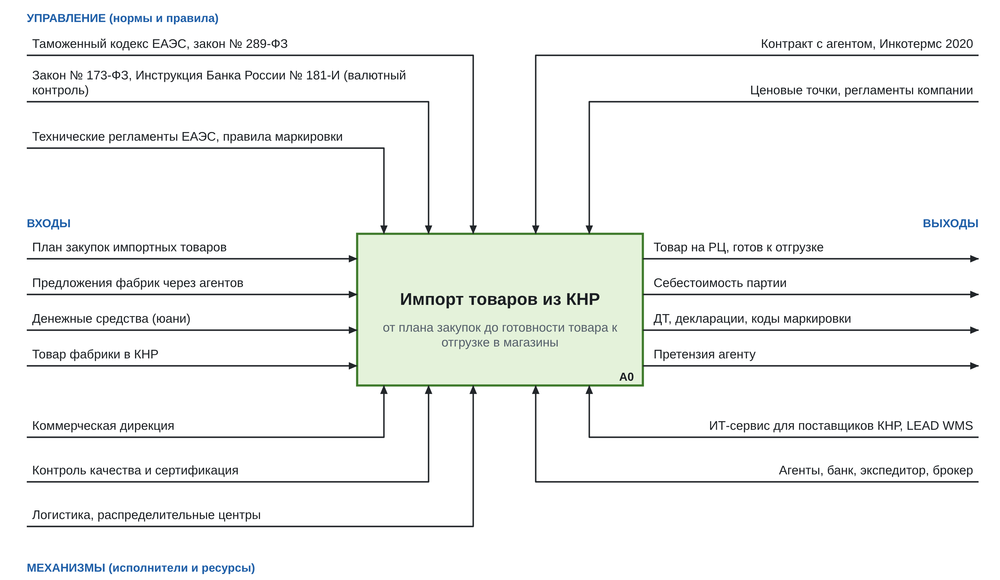 УПРАВЛЕНИЕ (нормы и правила)
Таможенный кодекс ЕАЭС, закон № 289-ФЗ
Контракт с агентом, Инкотермс 2020
Закон № 173-ФЗ, Инструкция Банка России № 181-И (валютный
контроль)
Ценовые точки, регламенты компании
Технические регламенты ЕАЭС, правила маркировки
ВХОДЫ
ВЫХОДЫ
План закупок импортных товаров
Товар на РЦ, готов к отгрузке
Предложения фабрик через агентов
Себестоимость партии
Импорт товаров из КНР
Денежные средства (юани)
ДТ, декларации, коды маркировки
от плана закупок до готовности товара к
отгрузке в магазины
Товар фабрики в КНР
Претензия агенту
А0
Коммерческая дирекция
ИТ-сервис для поставщиков КНР, LEAD WMS
Контроль качества и сертификация
Агенты, банк, экспедитор, брокер
Логистика, распределительные центры
МЕХАНИЗМЫ (исполнители и ресурсы)